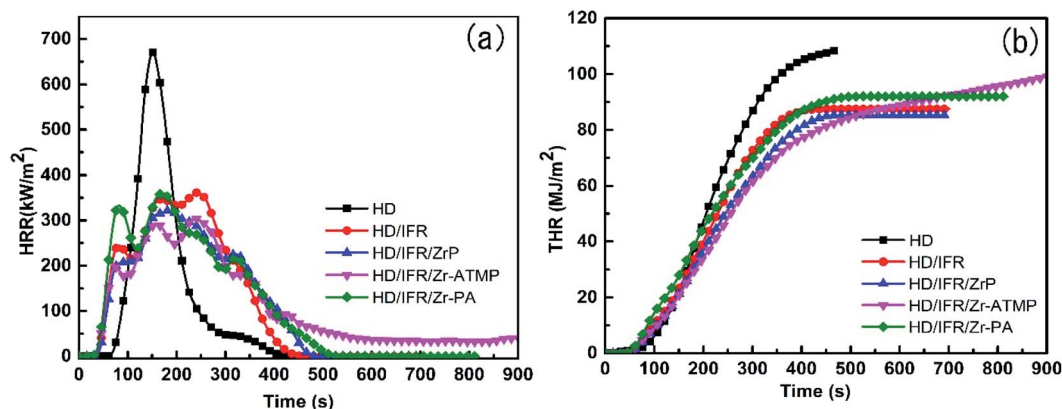 (a)
HRR(kW/m²)
700
600
500
400
300
200
100
0
HD
HD/IFR
HD/IFR/ZrP
HD/IFR/Zr-ATMP
HD/IFR/Zr-PA
0 100 200 300 400 500 600 700 800 900
Time (s)
(b)
THR (MJ/m²)
120
100
80
60
40
20
0
HD
HD/IFR
HD/IFR/ZrP
HD/IFR/Zr-ATMP
HD/IFR/Zr-PA
0 100 200 300 400 500 600 700 800 900
Time (s)